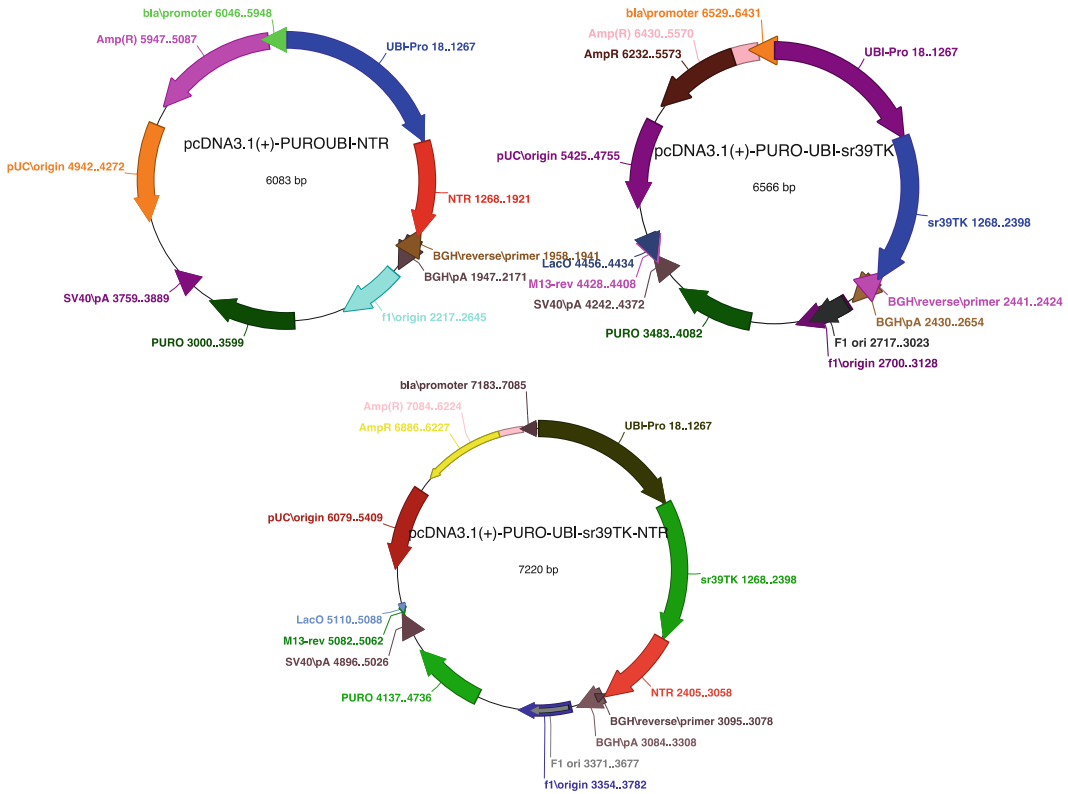 bla\promoter 6046..5948
Amp(R) 5947..5087
UBI-Pro 18..1267
pcDNA3.1(+)-PUROUBI-NTR
6083 bp
pUC\origin 4942..4272
NTR 1268..1921
BGH\reverse\primer 1958..1941
BGH\pA 1947..2171
SV40\pA 3759..3889
f1\origin 2217..2645
PURO 3000..3599
bla\promoter 6529..6431
Amp(R) 6430..5570
AmpR 6232..5573
UBI-Pro 18..1267
pcDNA3.1(+)-PURO-UBI-sr39TK
6566 bp
pUC\origin 5425..4755
sr39TK 1268..2398
LacO 4456..4434
M13-rev 4428..4408
SV40\pA 4242..4372
BGH\reverse\primer 2441..2424
BGH\pA 2430..2654
PURO 3483..4082
F1 ori 2717..3023
f1\origin 2700..3128
bla\promoter 7183..7085
Amp(R) 7084..6224
AmpR 6886..6227
UBI-Pro 18..1267
pUC\origin 6079..5409
pcDNA3.1(+)-PURO-UBI-sr39TK-NTR
7220 bp
sr39TK 1268..2398
LacO 5110..5088
M13-rev 5082..5062
SV40\pA 4896..5026
PURO 4137..4736
NTR 2405..3058
BGH\reverse\primer 3095..3078
BGH\pA 3084..3308
F1 ori 3371..3677
f1\origin 3354..3782